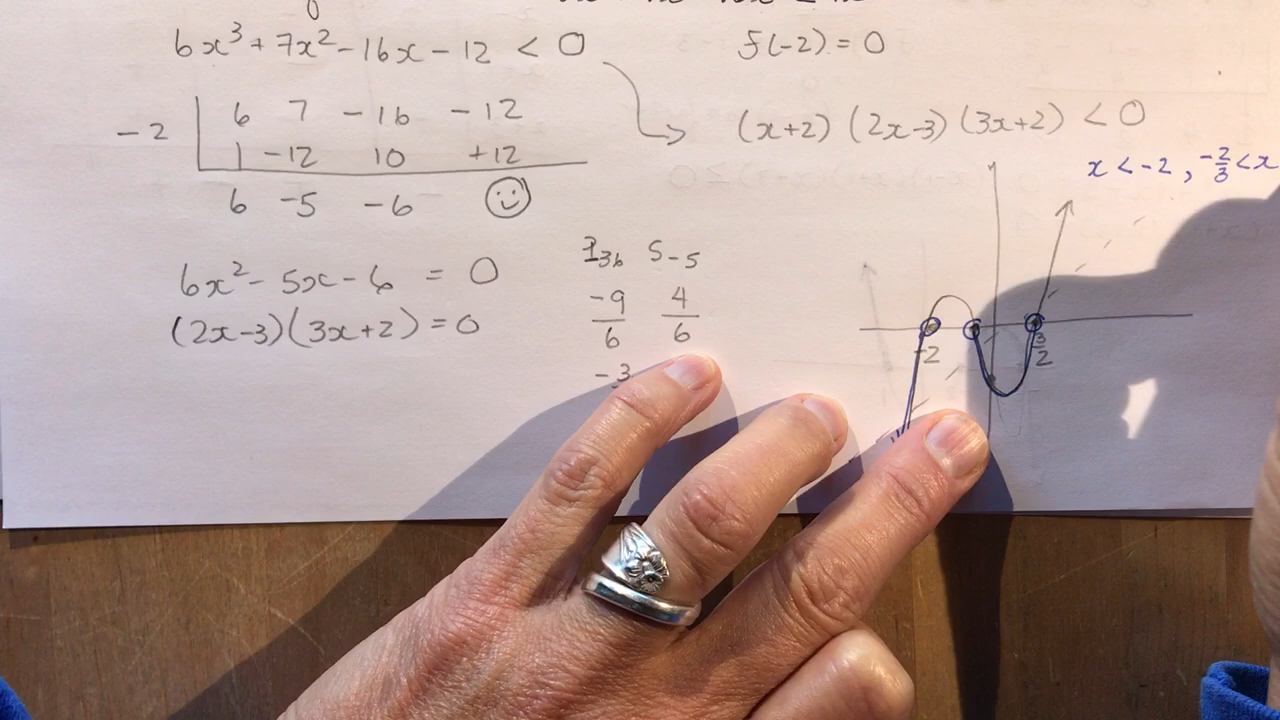 6x³ + 7x² - 16x - 12 < 0
f(-2) = 0
-2 | 6 7 -16 -12
↓ -12 10 +12
6 -5 -6 ☺
6x² - 5x - 6 = 0
(2x-3)(3x+2) = 0
S -5
-9/6 4/6
-3
(x+2)(2x-3)(3x+2) < 0
x < -2, -2/3 < x
-2
3/2